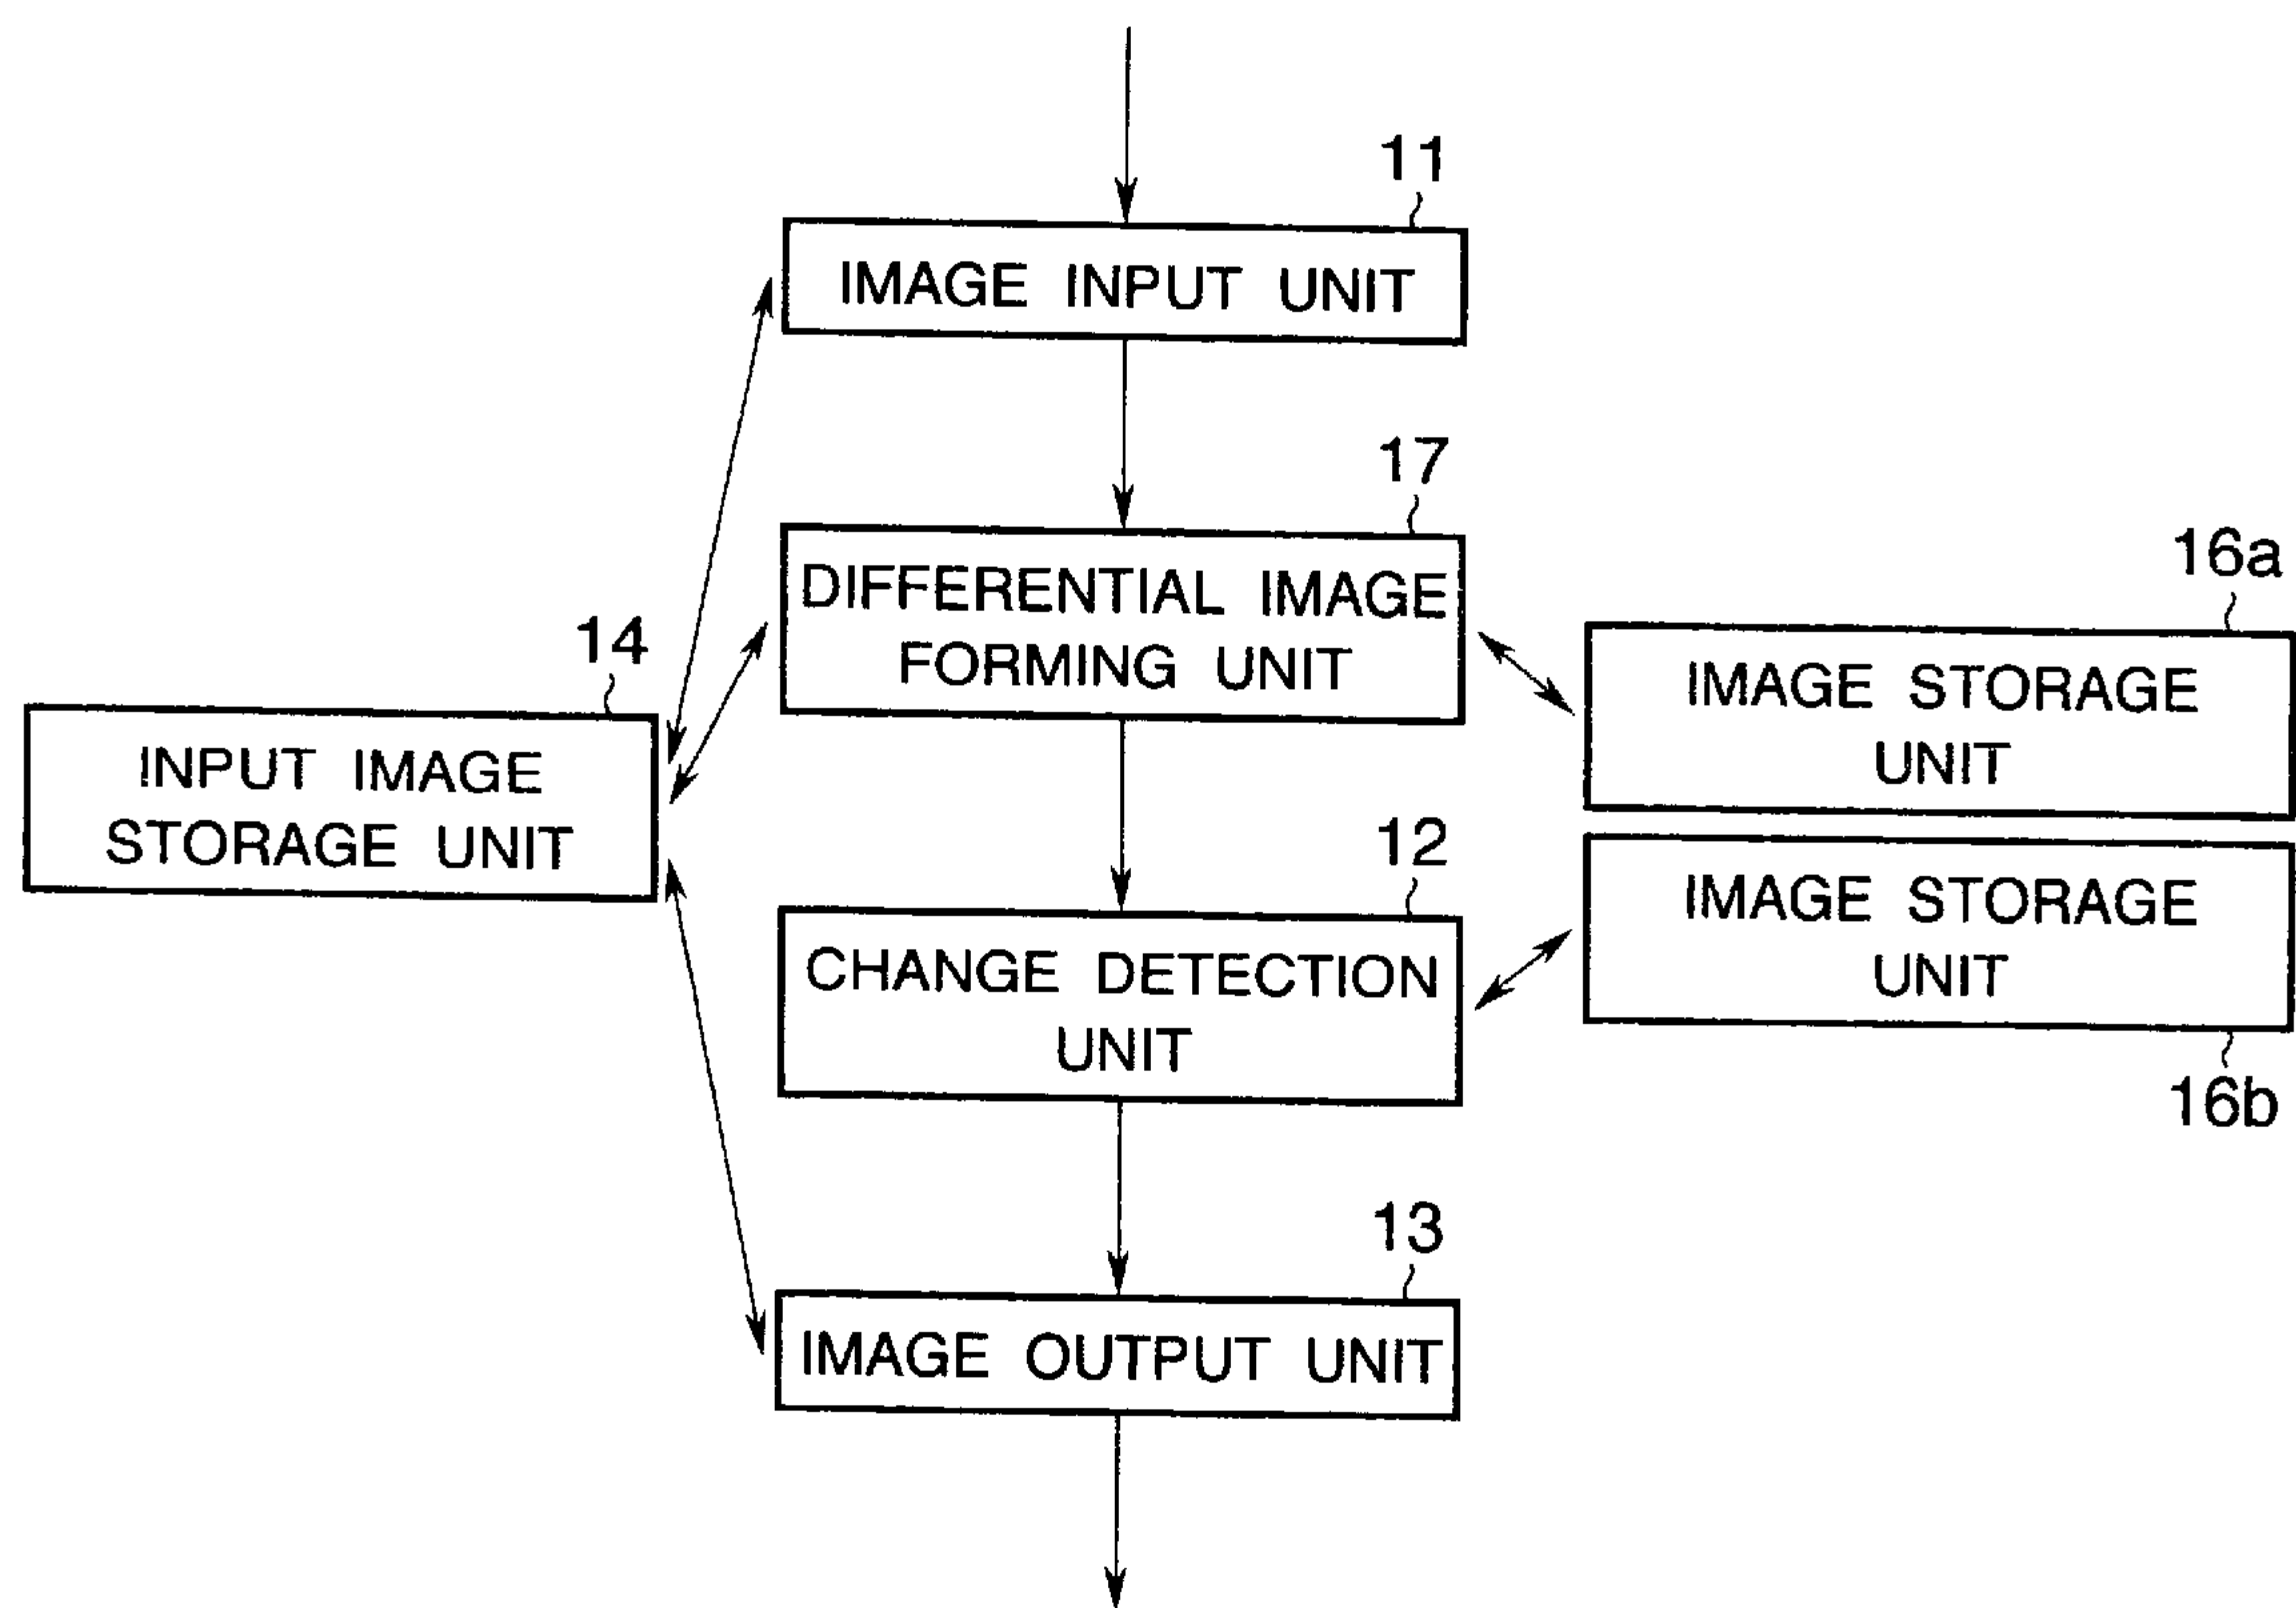 11
IMAGE INPUT UNIT
17
DIFFERENTIAL IMAGE
FORMING UNIT
16a
IMAGE STORAGE
UNIT
14
INPUT IMAGE
STORAGE UNIT
12
CHANGE DETECTION
UNIT
IMAGE STORAGE
UNIT
16b
13
IMAGE OUTPUT UNIT